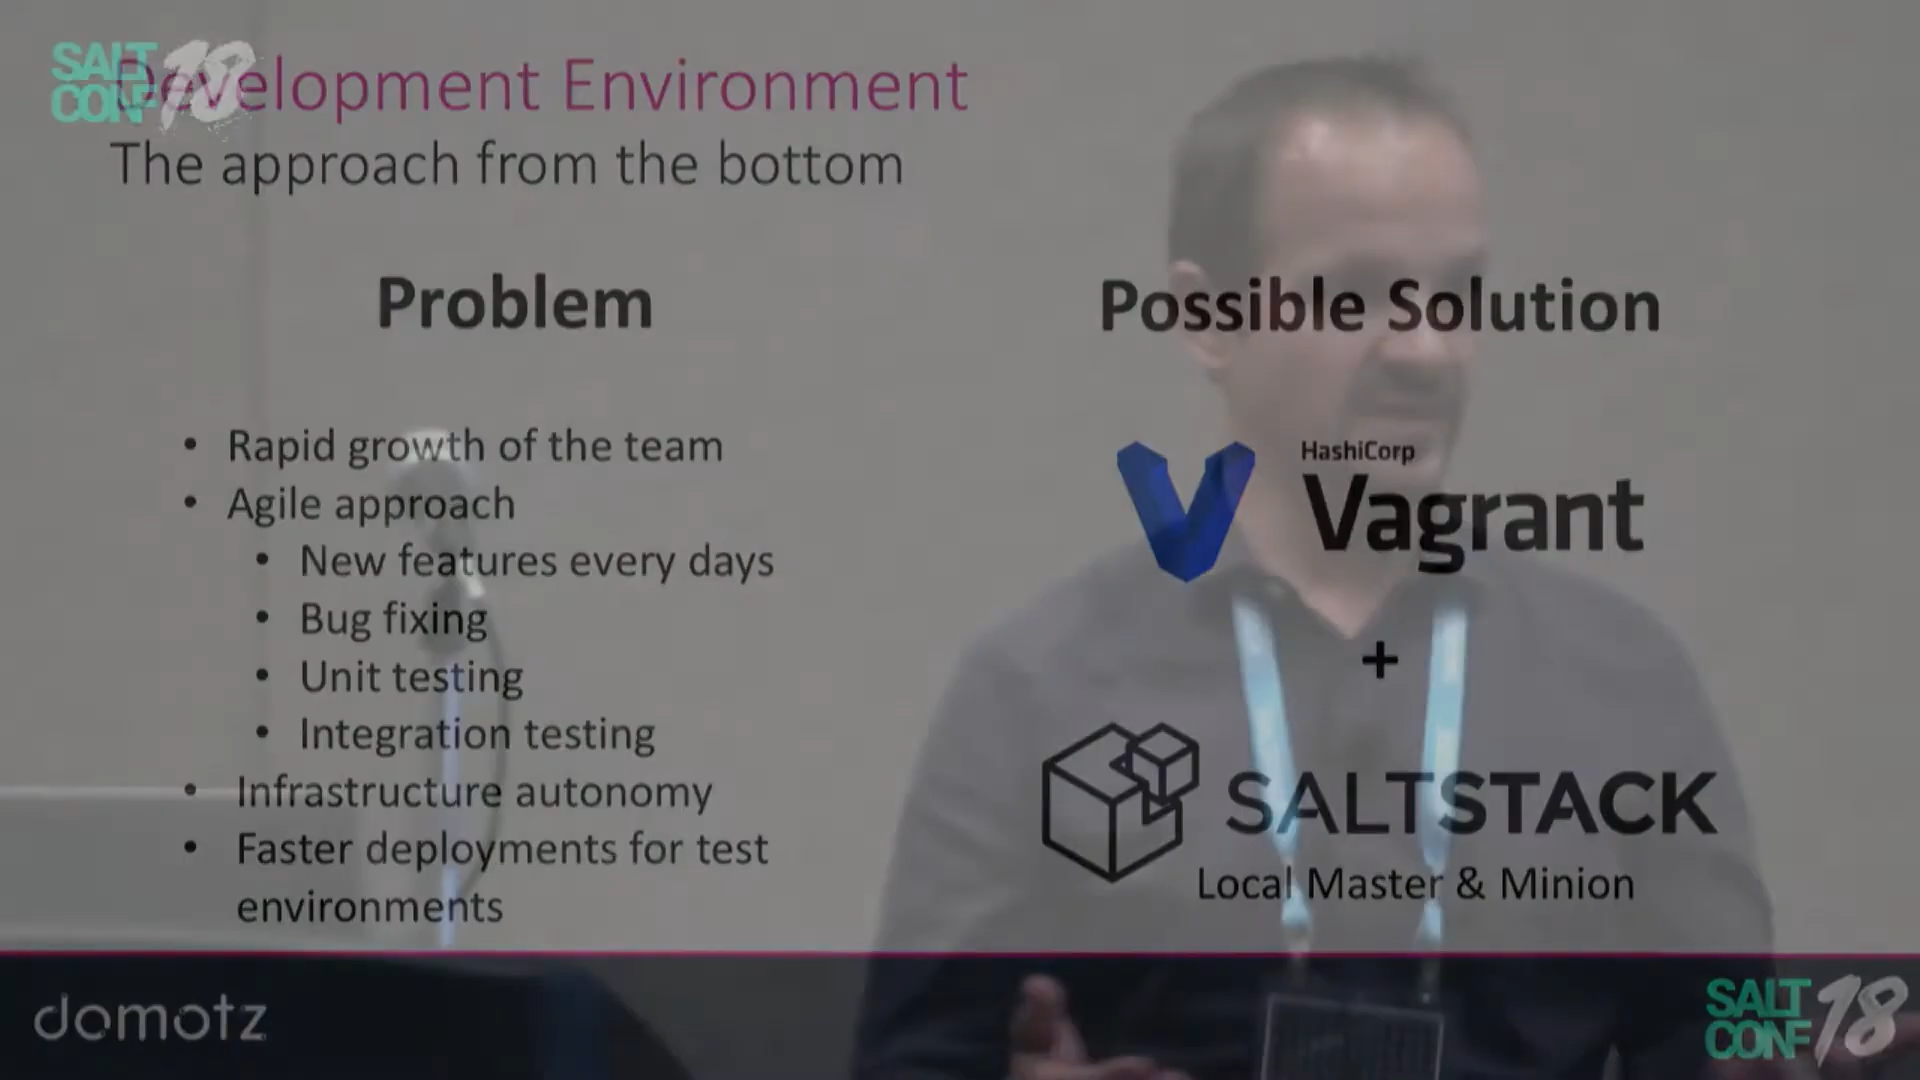 SALT
CONF 18
Development Environment
The approach from the bottom
Problem
• Rapid growth of the team
• Agile approach
• New features every days
• Bug fixing
• Unit testing
• Integration testing
• Infrastructure autonomy
• Faster deployments for test
environments
Possible Solution
HashiCorp
Vagrant
+
SALTSTACK
Local Master & Minion
domotz
SALT
CONF 18